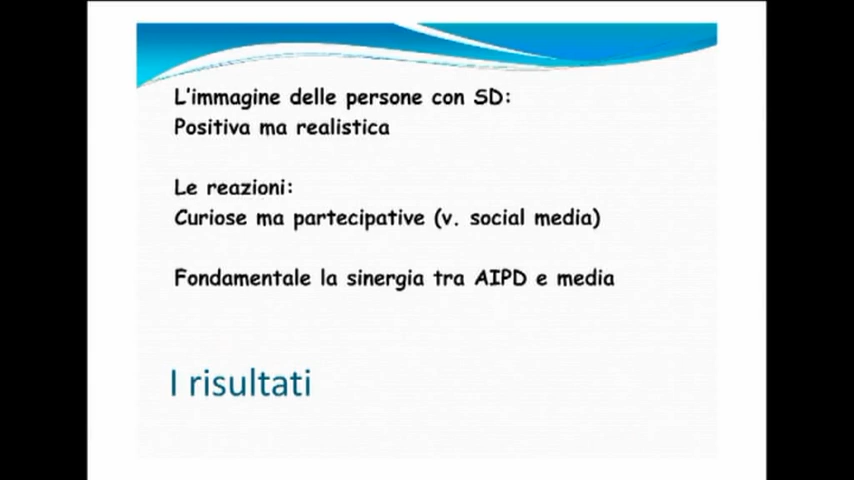 L'immagine delle persone con SD:
Positiva ma realistica
Le reazioni:
Curiose ma partecipative (v. social media)
Fondamentale la sinergia tra AIPD e media
I risultati